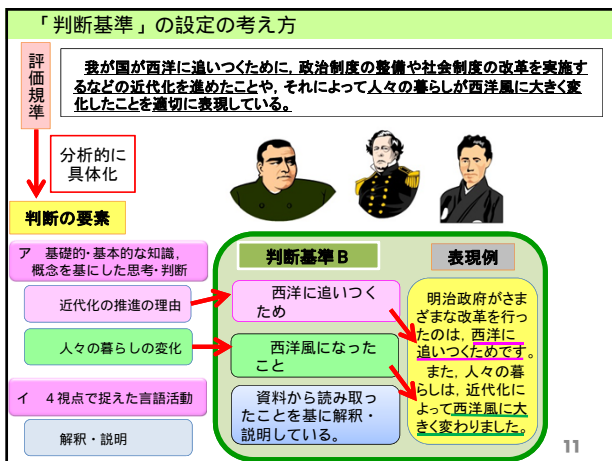 「判断基準」の設定の考え方
評価規準
我が国が西洋に追いつくために，政治制度の整備や社会制度の改革を実施す
るなどの近代化を進めたことや，それによって人々の暮らしが西洋風に大きく変
化したことを適切に表現している。
分析的に
具体化
判断の要素
ア　基礎的・基本的な知識，
概念を基にした思考・判断
近代化の推進の理由
人々の暮らしの変化
イ　４視点で捉えた言語活動
解釈・説明
判断基準Ｂ
西洋に追いつく
ため
西洋風になった
こと
資料から読み取っ
たことを基に解釈・
説明している。
表現例
明治政府がさま
ざまな改革を行っ
たのは，西洋に
追いつくためです。
また，人々の暮
らしは，近代化に
よって西洋風に大
きく変わりました。
11